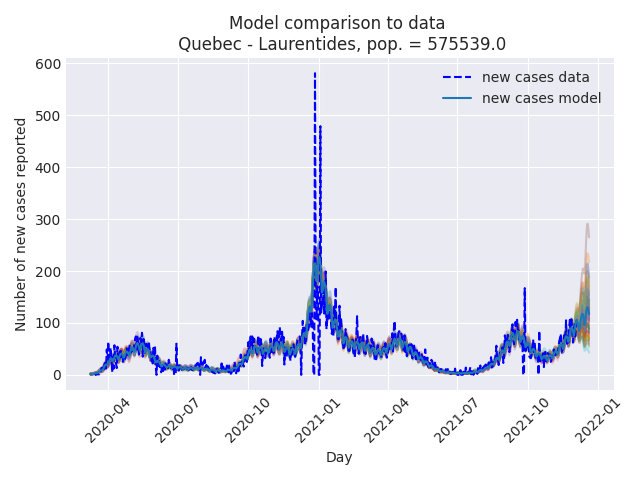 Model comparison to data
Quebec - Laurentides, pop. = 575539.0
new cases data
new cases model
Number of new cases reported
600
500
400
300
200
100
0
2020-04
2020-07
2020-10
2021-01
2021-04
2021-07
2021-10
2022-01
Day